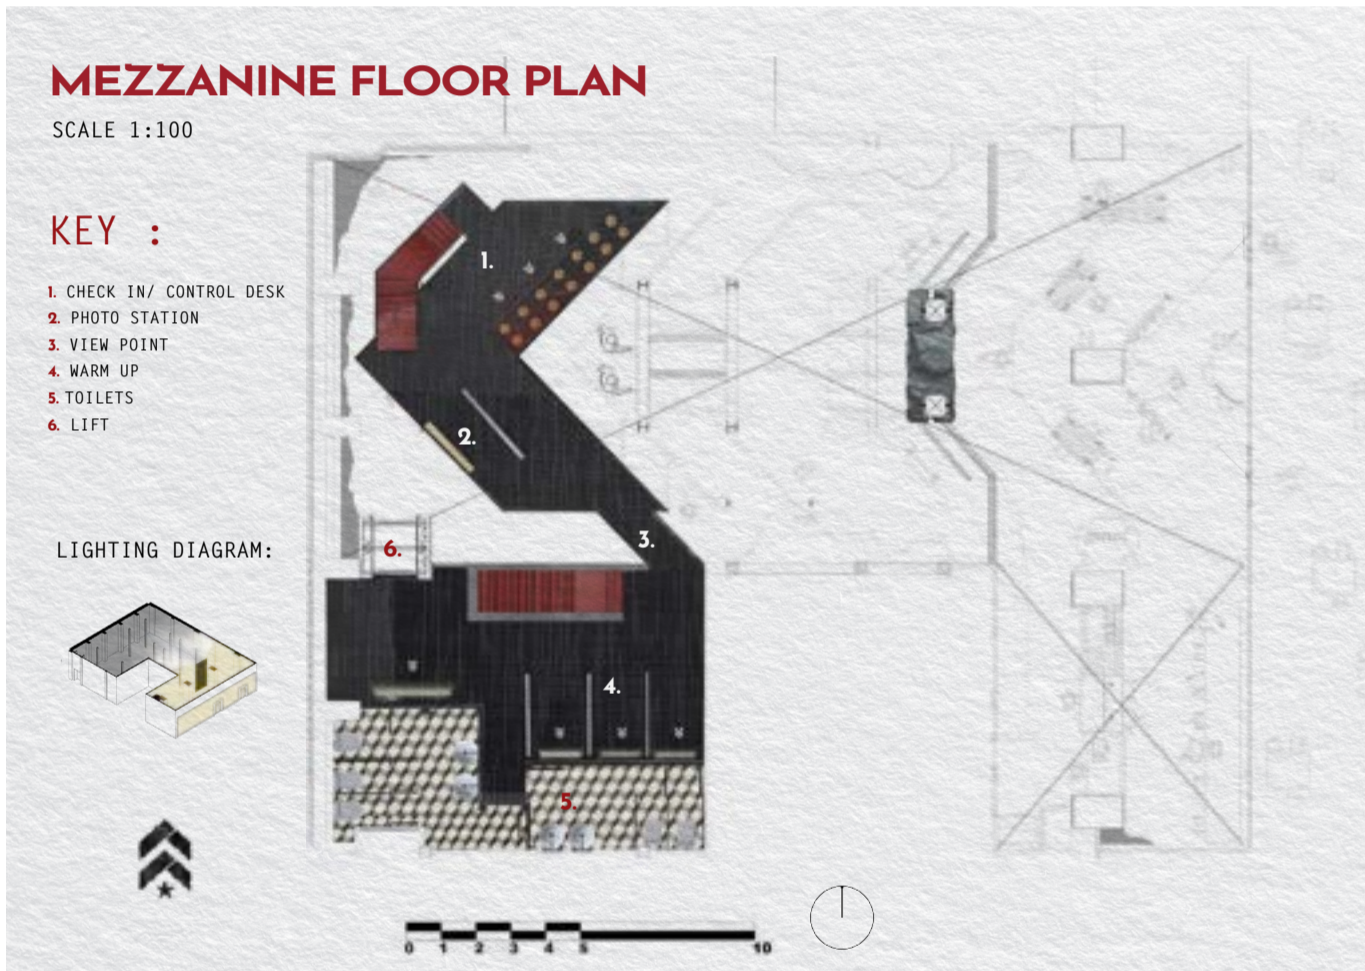 MEZZANINE FLOOR PLAN
SCALE 1:100
KEY :
1. CHECK IN/ CONTROL DESK
2. PHOTO STATION
3. VIEW POINT
4. WARM UP
5. TOILETS
6. LIFT
LIGHTING DIAGRAM:
1.
2.
3.
6.
4.
5.
0 1 2 3 4 5 10